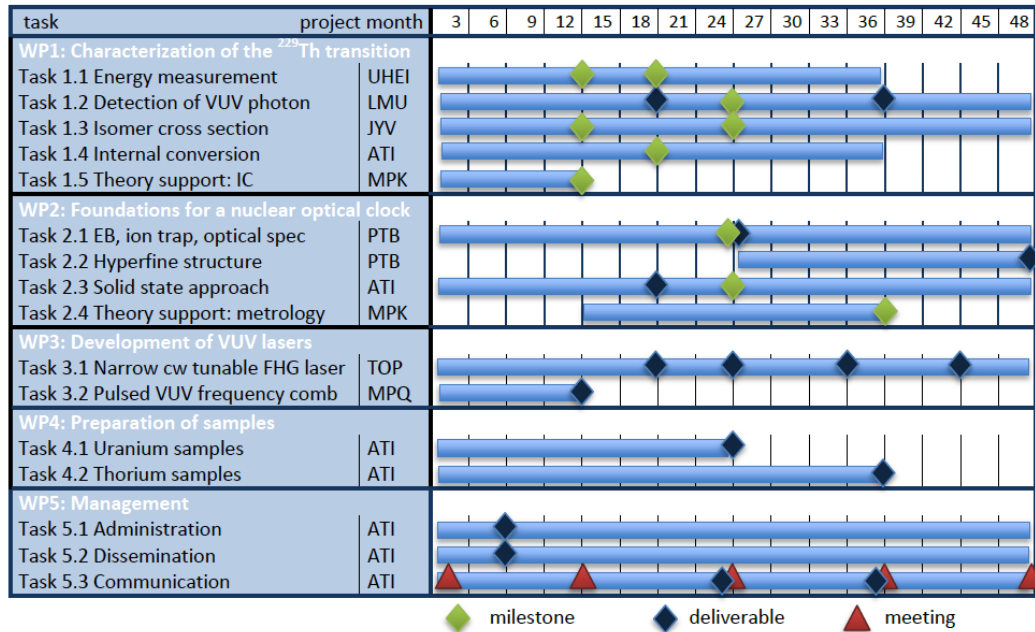 task project month 3 6 9 12 15 18 21 24 27 30 33 36 39 42 45 48
WP1: Characterization of the ²²⁹Th transition
Task 1.1 Energy measurement UHEI
Task 1.2 Detection of VUV photon LMU
Task 1.3 Isomer cross section JYV
Task 1.4 Internal conversion ATI
Task 1.5 Theory support: IC MPK
WP2: Foundations for a nuclear optical clock
Task 2.1 EB, ion trap, optical spec PTB
Task 2.2 Hyperfine structure PTB
Task 2.3 Solid state approach ATI
Task 2.4 Theory support: metrology MPK
WP3: Development of VUV lasers
Task 3.1 Narrow cw tunable FHG laser TOP
Task 3.2 Pulsed VUV frequency comb MPQ
WP4: Preparation of samples
Task 4.1 Uranium samples ATI
Task 4.2 Thorium samples ATI
WP5: Management
Task 5.1 Administration ATI
Task 5.2 Dissemination ATI
Task 5.3 Communication ATI
milestone deliverable meeting